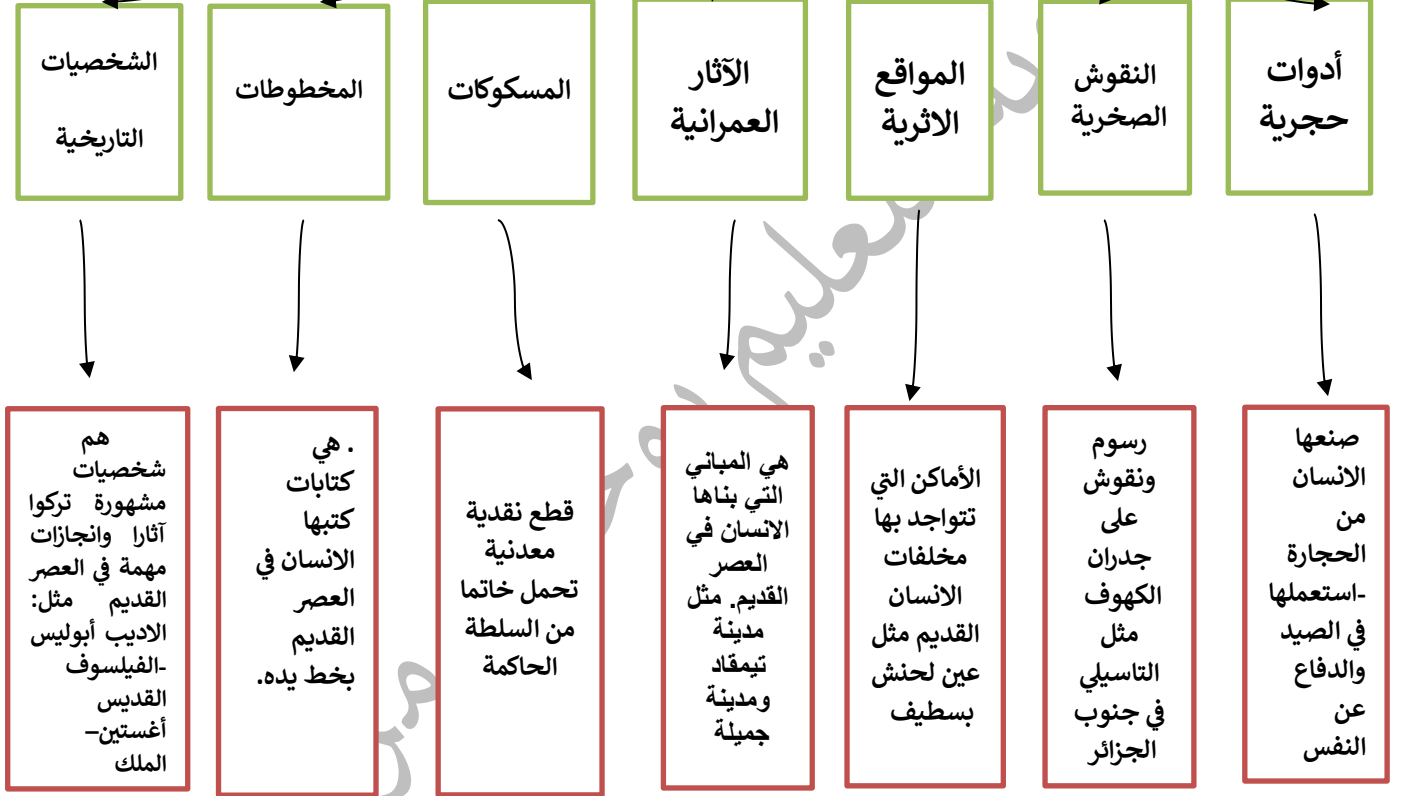 أدوات
حجرية
النقوش
الصخرية
المواقع
الاثرية
الآثار
العمرانية
المسكوكات
المخطوطات
الشخصيات
التاريخية
صنعها
الانسان
من
الحجارة
-استعملها
في الصيد
والدفاع
عن
النفس
رسوم
ونقوش
على
جدران
الكهوف
مثل
التاسيلي
في جنوب
الجزائر
الأماكن التي
تتواجد بها
مخلفات
الانسان
القديم مثل
عين لحنش
بسطيف
هي المباني
التي بناها
الانسان في
العصر
القديم. مثل
مدينة
تيمقاد
ومدينة
جميلة
قطع نقدية
معدنية
تحمل خاتما
من السلطة
الحاكمة
. هي
كتابات
كتبها
الانسان في
العصر
القديم
بخط يده.
هم
شخصيات
مشهورة تركوا
آثارا وانجازات
مهمة في العصر
القديم مثل:
الاديب أبوليس
-الفيلسوف
القديس
أغستين–
الملك